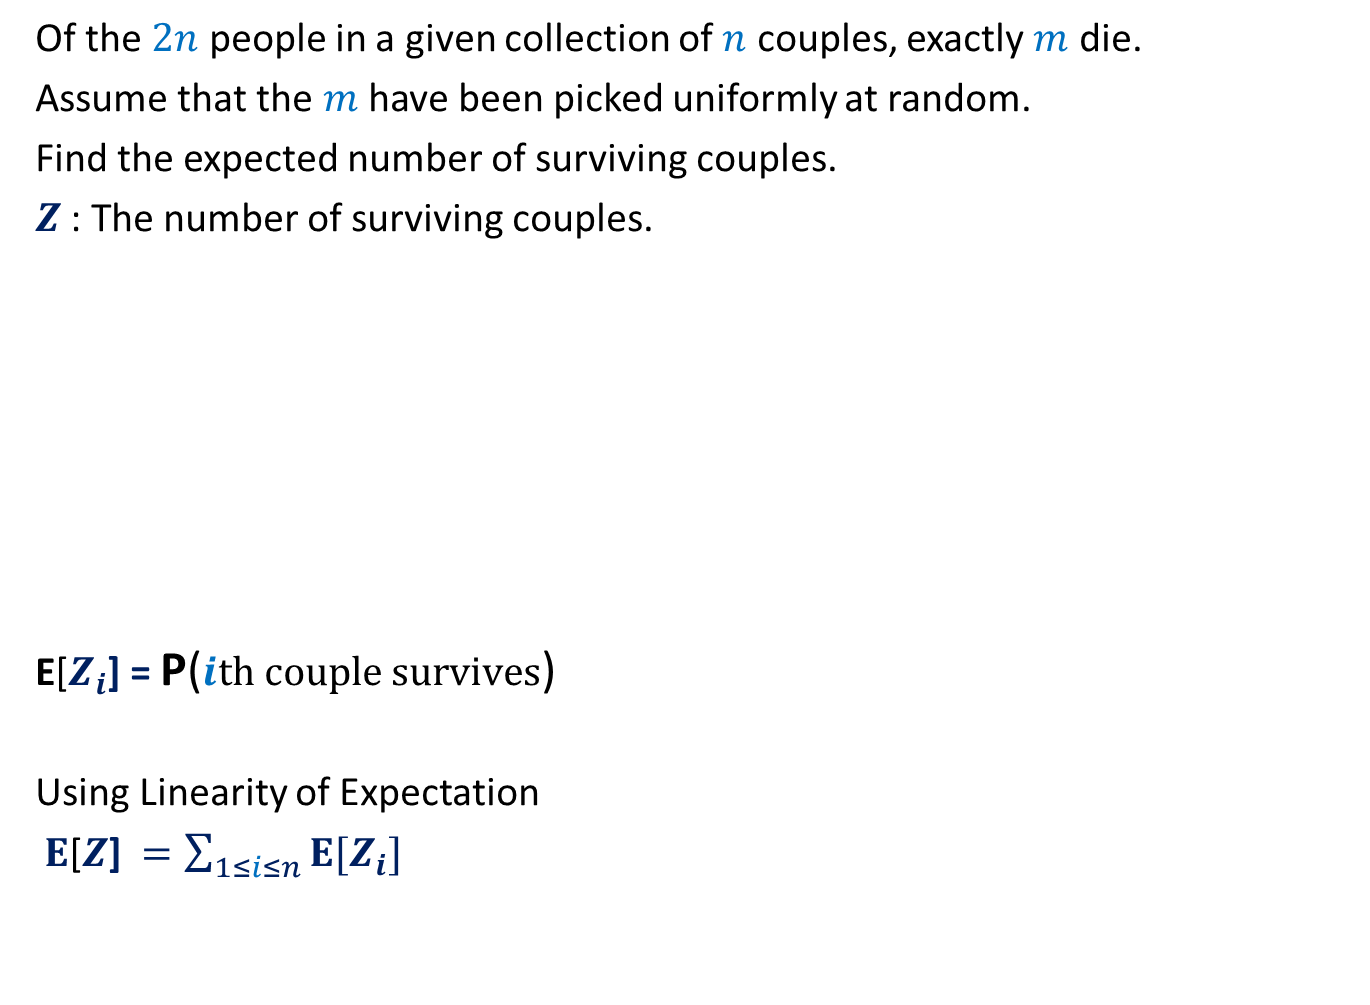 Of the 2n people in a given collection of n couples, exactly m die.
Assume that the m have been picked uniformly at random.
Find the expected number of surviving couples.
Z : The number of surviving couples.
E[Zᵢ] = P(ith couple survives)
Using Linearity of Expectation
E[Z] = ∑₁≤ᵢ≤ₙ E[Zᵢ]